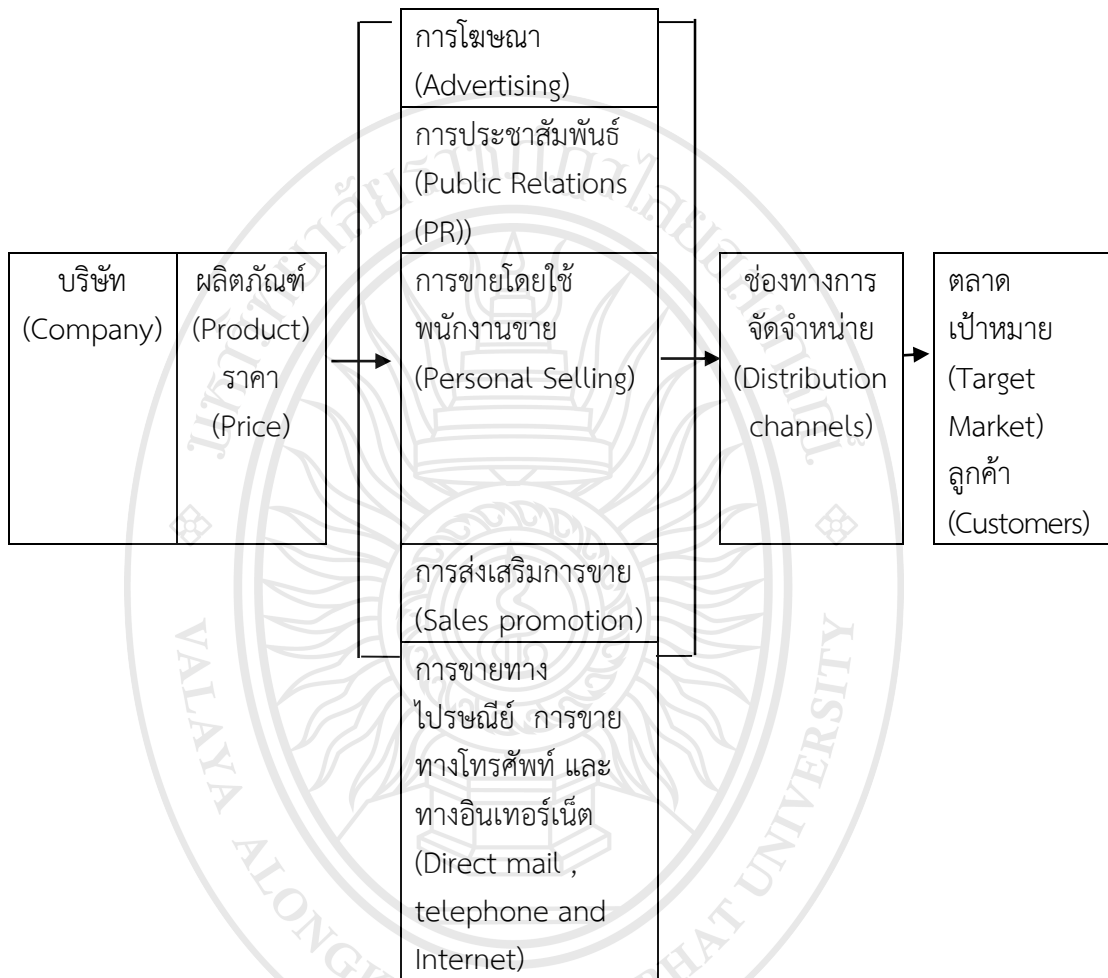 บริษัท
(Company)
ผลิตภัณฑ์
(Product)
ราคา
(Price)
การโฆษณา
(Advertising)
การประชาสัมพันธ์
(Public Relations
(PR))
การขายโดยใช้
พนักงานขาย
(Personal Selling)
การส่งเสริมการขาย
(Sales promotion)
การขายทาง
ไปรษณีย์ การขาย
ทางโทรศัพท์ และ
ทางอินเทอร์เน็ต
(Direct mail ,
telephone and
Internet)
ช่องทางการ
จัดจำหน่าย
(Distribution
channels)
ตลาด
เป้าหมาย
(Target
Market)
ลูกค้า
(Customers)
VALAYA UNIVERSITY